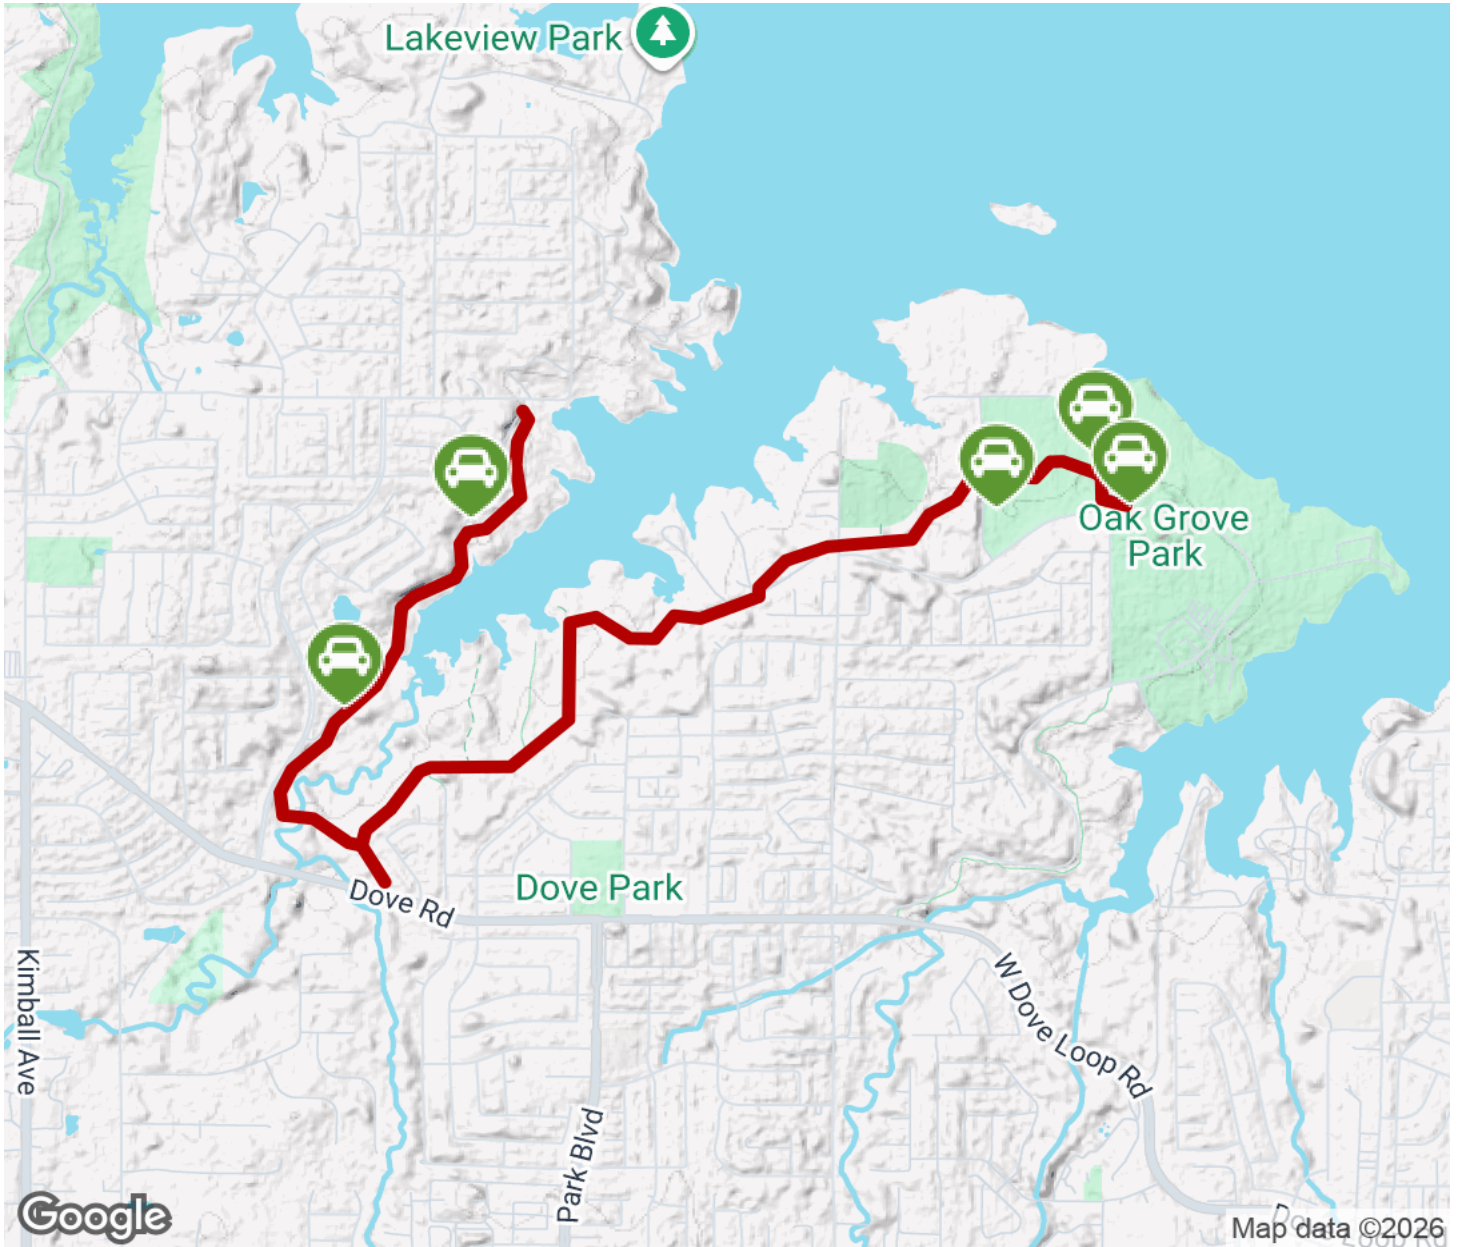 Lakeview Park
Oak Grove
Park
Dove Park
Dove Rd
Kimball Ave
W Dove Loop Rd
Park Blvd
Google
Map data ©2026